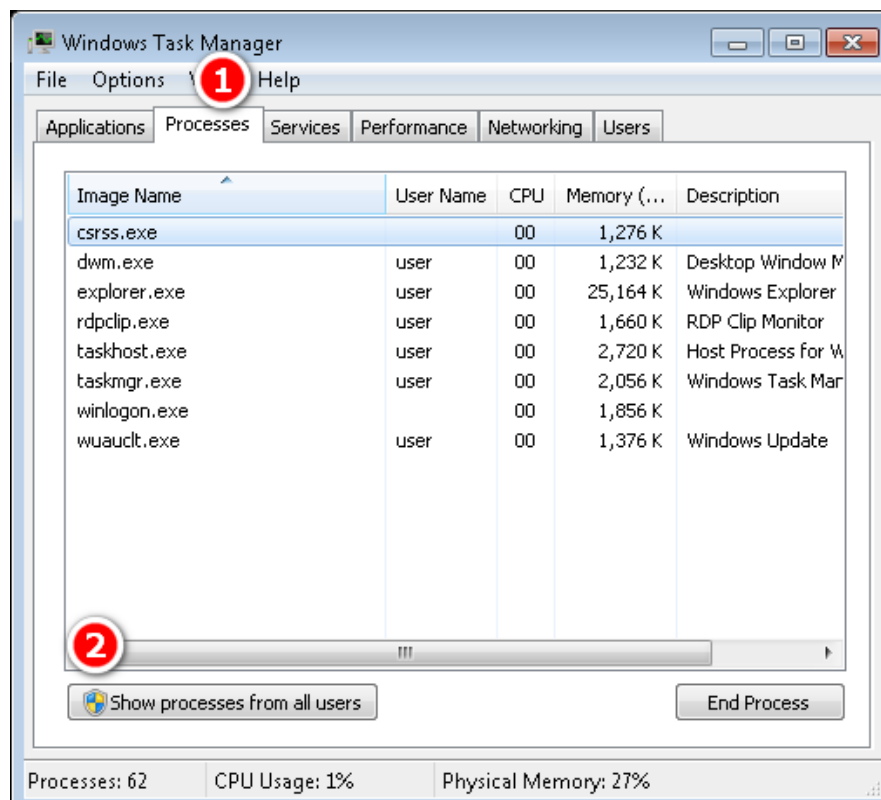 Windows Task Manager
File Options V 1 Help
Applications Processes Services Performance Networking Users
Image Name User Name CPU Memory (... Description
csrss.exe 00 1,276 K
dwm.exe user 00 1,232 K Desktop Window M
explorer.exe user 00 25,164 K Windows Explorer
rdpclip.exe user 00 1,660 K RDP Clip Monitor
taskhost.exe user 00 2,720 K Host Process for W
taskmgr.exe user 00 2,056 K Windows Task Man
winlogon.exe 00 1,856 K
wuauclt.exe user 00 1,376 K Windows Update
2
Show processes from all users End Process
Processes: 62 CPU Usage: 1% Physical Memory: 27%